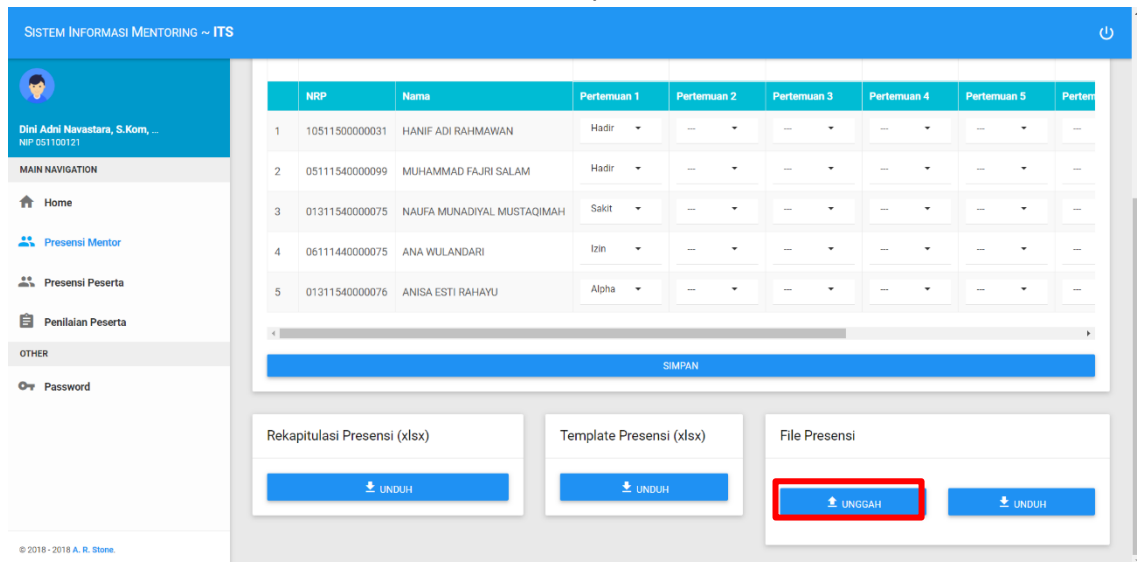 SISTEM INFORMASI MENTORING ~ ITS
Dini Adni Navastara, S.Kom, ...
NIP 051100121
MAIN NAVIGATION
Home
Presensi Mentor
Presensi Peserta
Penilaian Peserta
OTHER
Password
© 2018 - 2018 A. R. Stone.
NRP Nama Pertemuan 1 Pertemuan 2 Pertemuan 3 Pertemuan 4 Pertemuan 5 Pertem
1 10511500000031 HANIF ADI RAHMAWAN Hadir --- --- --- --- ---
2 05111540000099 MUHAMMAD FAJRI SALAM Hadir --- --- --- --- ---
3 01311540000075 NAUFA MUNADIYAL MUSTAQIMAH Sakit --- --- --- --- ---
4 06111440000075 ANA WULANDARI Izin --- --- --- --- ---
5 01311540000076 ANISA ESTI RAHAYU Alpha --- --- --- --- ---
SIMPAN
Rekapitulasi Presensi (xlsx)
UNDUH
Template Presensi (xlsx)
UNDUH
File Presensi
UNGGAH
UNDUH